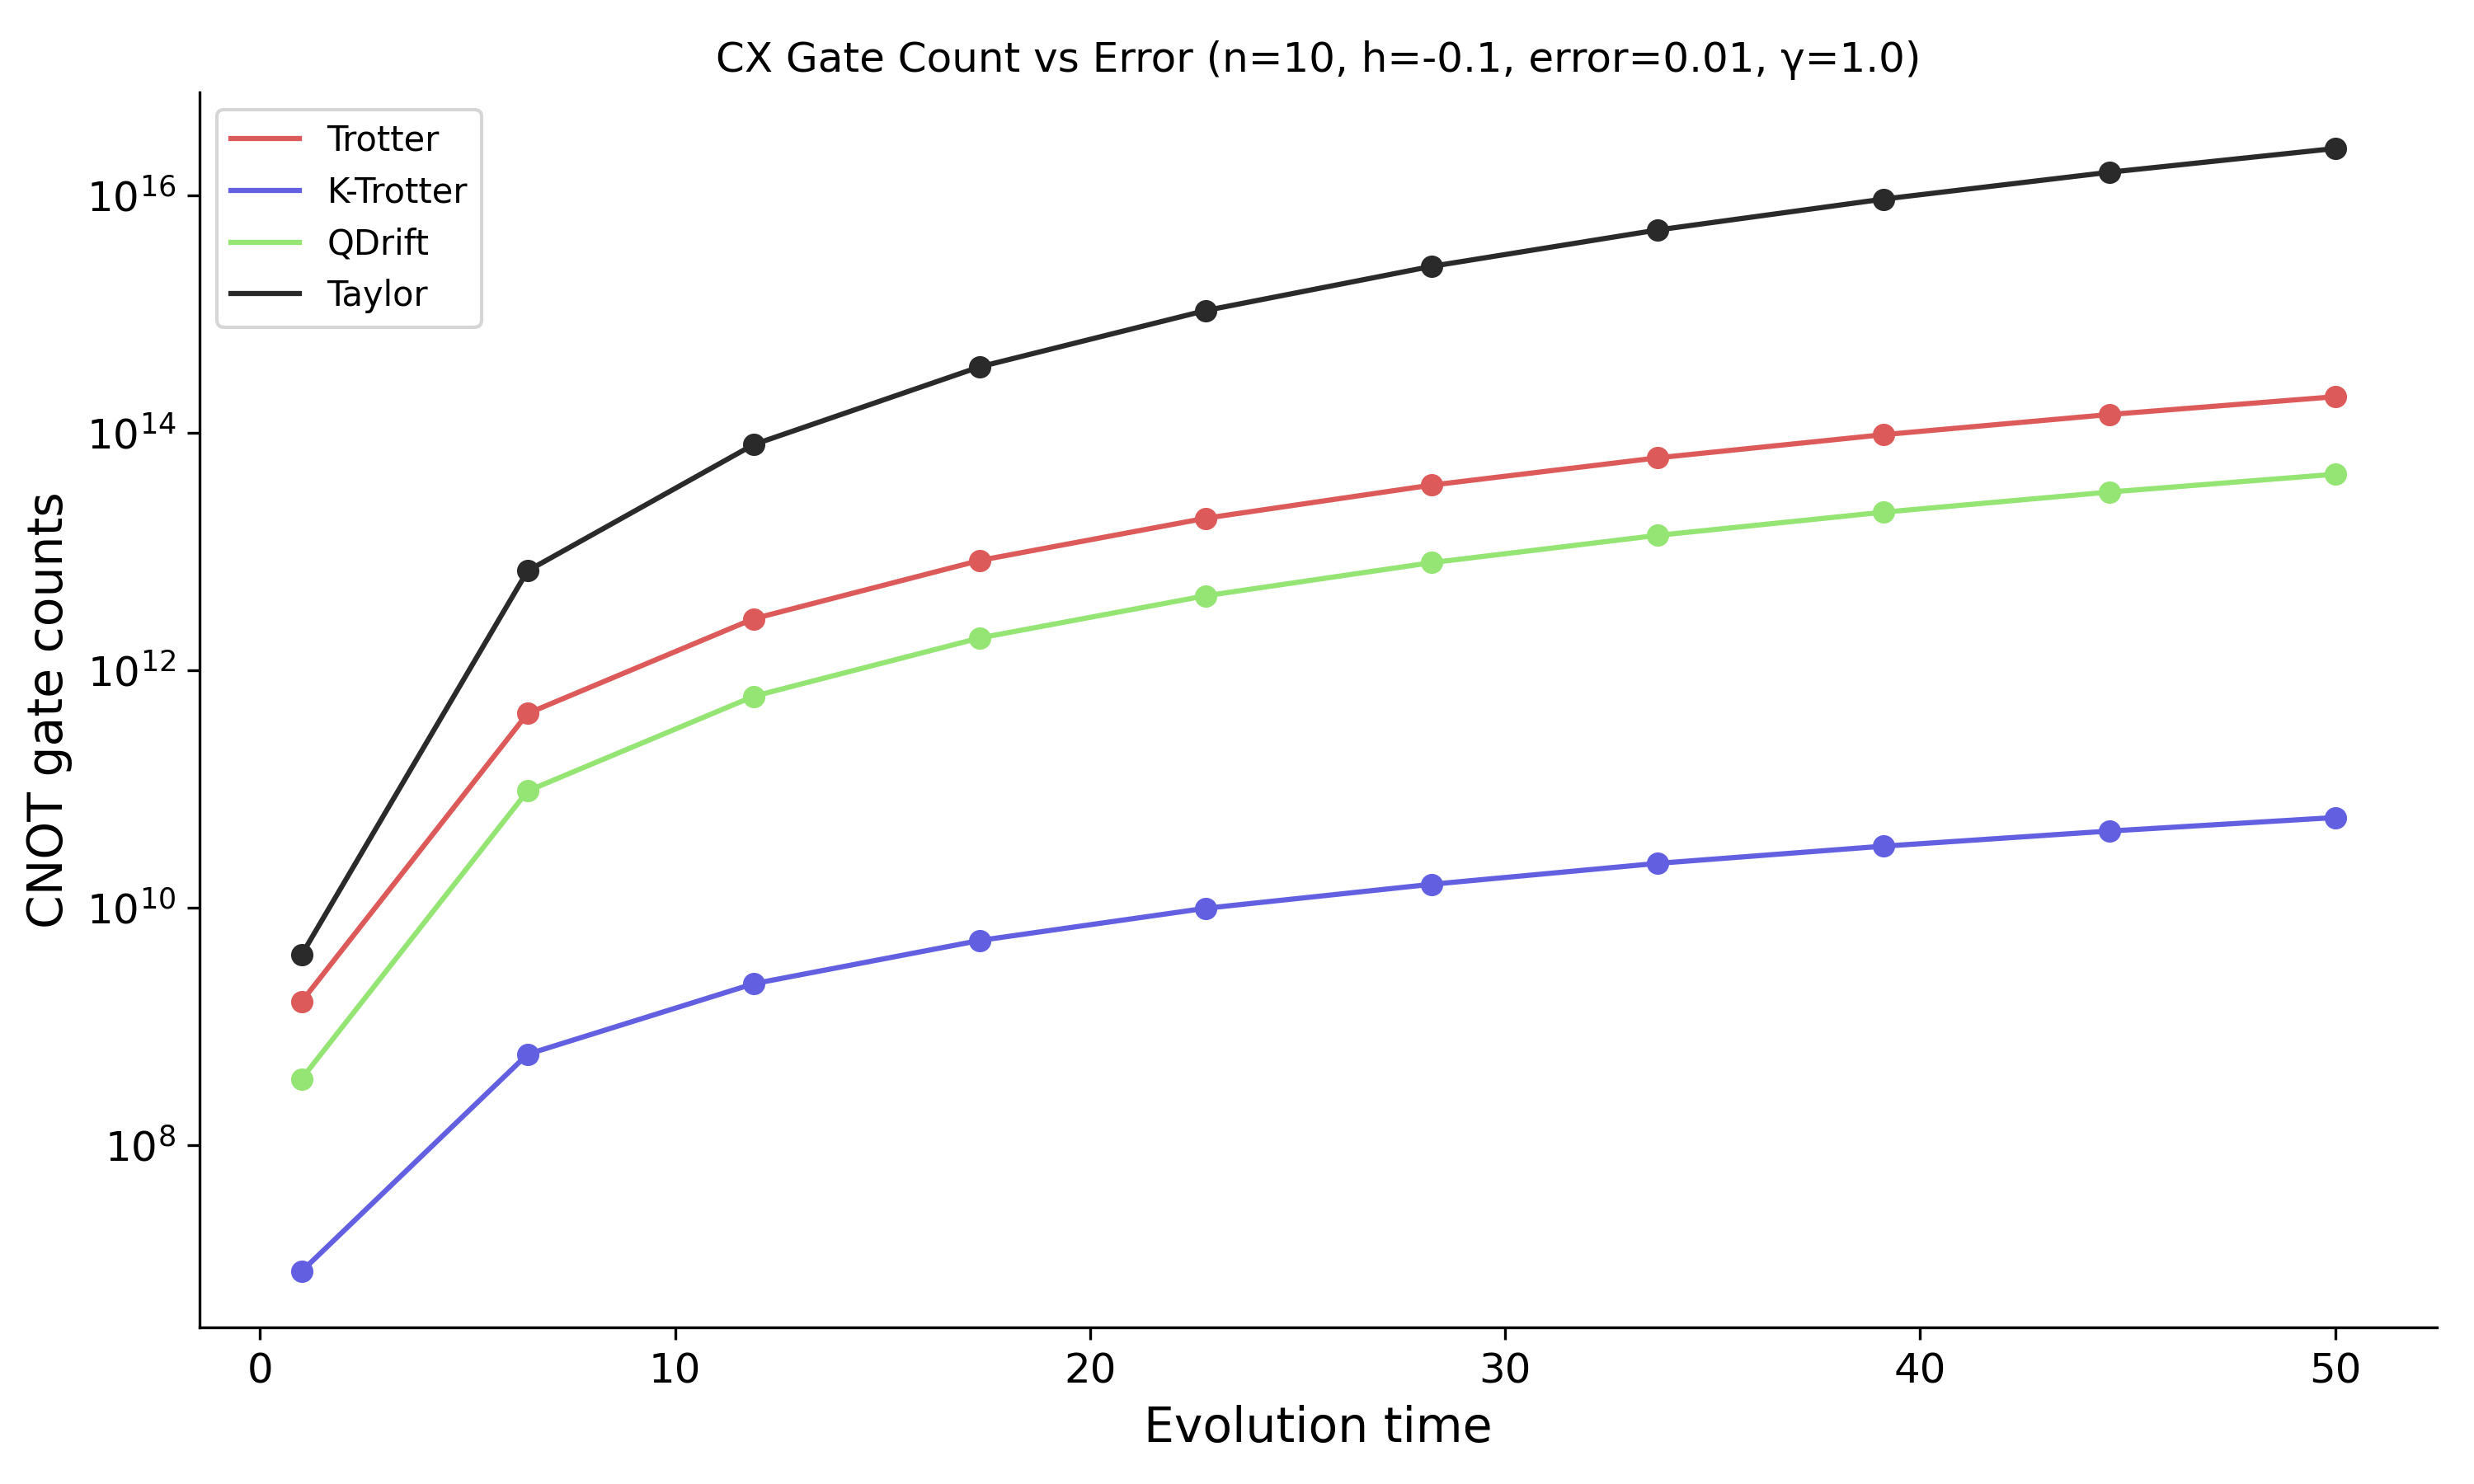 CX Gate Count vs Error (n=10, h=-0.1, error=0.01, γ=1.0)
Trotter
K-Trotter
QDrift
Taylor
CNOT gate counts
10^16
10^14
10^12
10^10
10^8
0 10 20 30 40 50
Evolution time